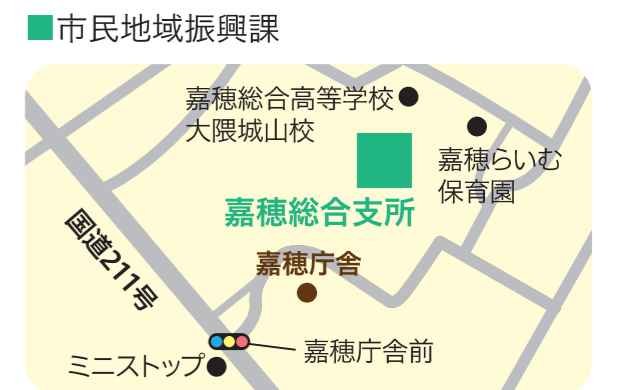 ■市民地域振興課
嘉穂総合高等学校
大隈城山校
嘉穂らいむ
保育園
嘉穂総合支所
国道211号
嘉穂庁舎
嘉穂庁舎前
ミニストップ